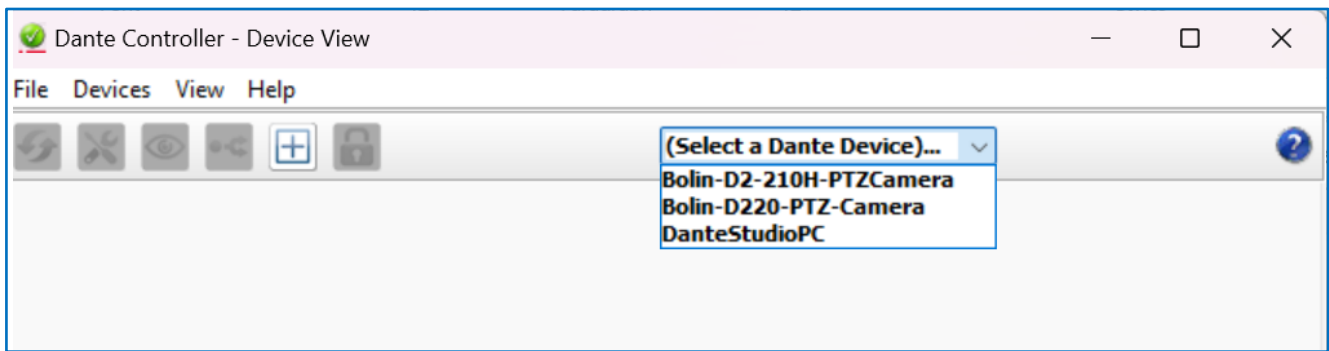 Dante Controller - Device View
File Devices View Help
(Select a Dante Device)...
Bolin-D2-210H-PTZCamera
Bolin-D220-PTZ-Camera
DanteStudioPC